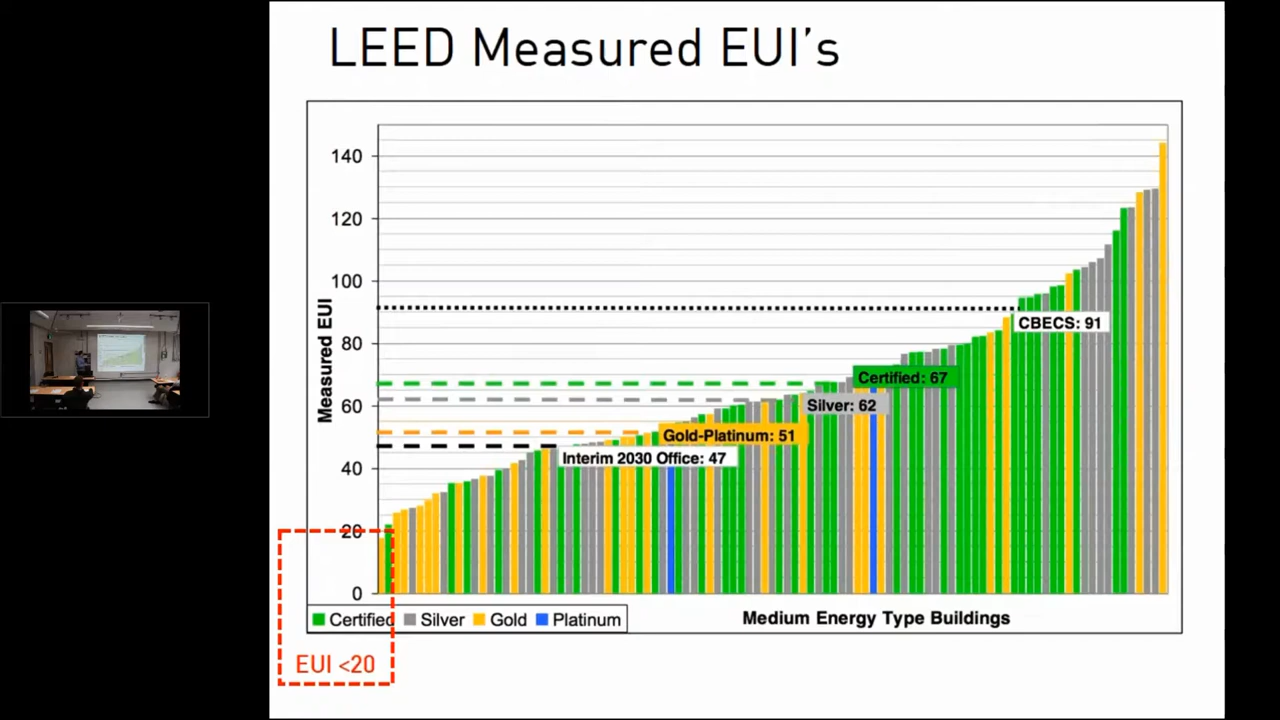 LEED Measured EUI's
140
120
100
80
60
40
20
0
Measured EUI
CBECS: 91
Certified: 67
Silver: 62
Gold-Platinum: 51
Interim 2030 Office: 47
Certified Silver Gold Platinum
Medium Energy Type Buildings
EUI <20